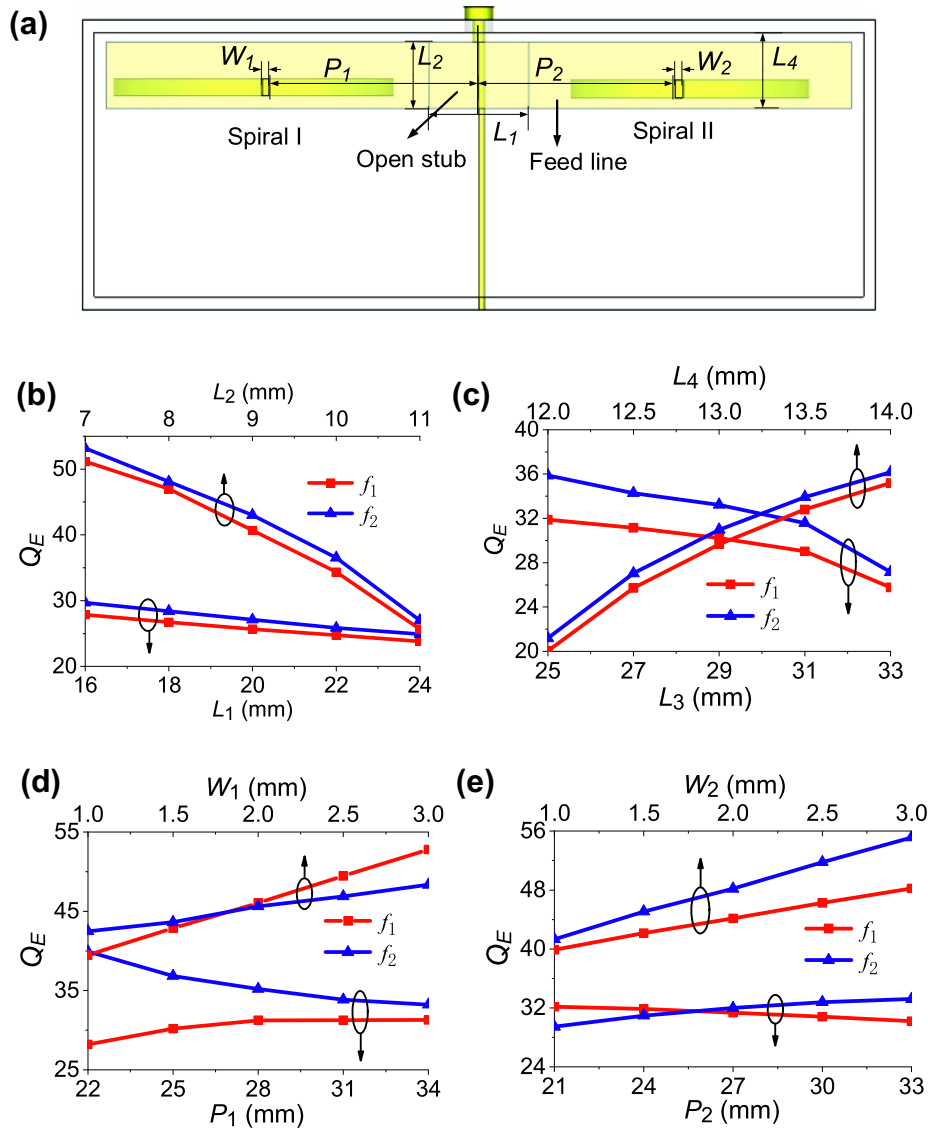 (a)
W1
P1
L2
P2
W2
L4
Spiral I
L1
Spiral II
Open stub
Feed line
(b)
L2 (mm)
7 8 9 10 11
50
40
30
20
QE
f1
f2
16 18 20 22 24
L1 (mm)
(c)
L4 (mm)
12.0 12.5 13.0 13.5 14.0
40
36
32
28
24
20
QE
f1
f2
25 27 29 31 33
L3 (mm)
(d)
W1 (mm)
1.0 1.5 2.0 2.5 3.0
55
45
35
25
QE
f1
f2
22 25 28 31 34
P1 (mm)
(e)
W2 (mm)
1.0 1.5 2.0 2.5 3.0
56
48
40
32
24
QE
f1
f2
21 24 27 30 33
P2 (mm)